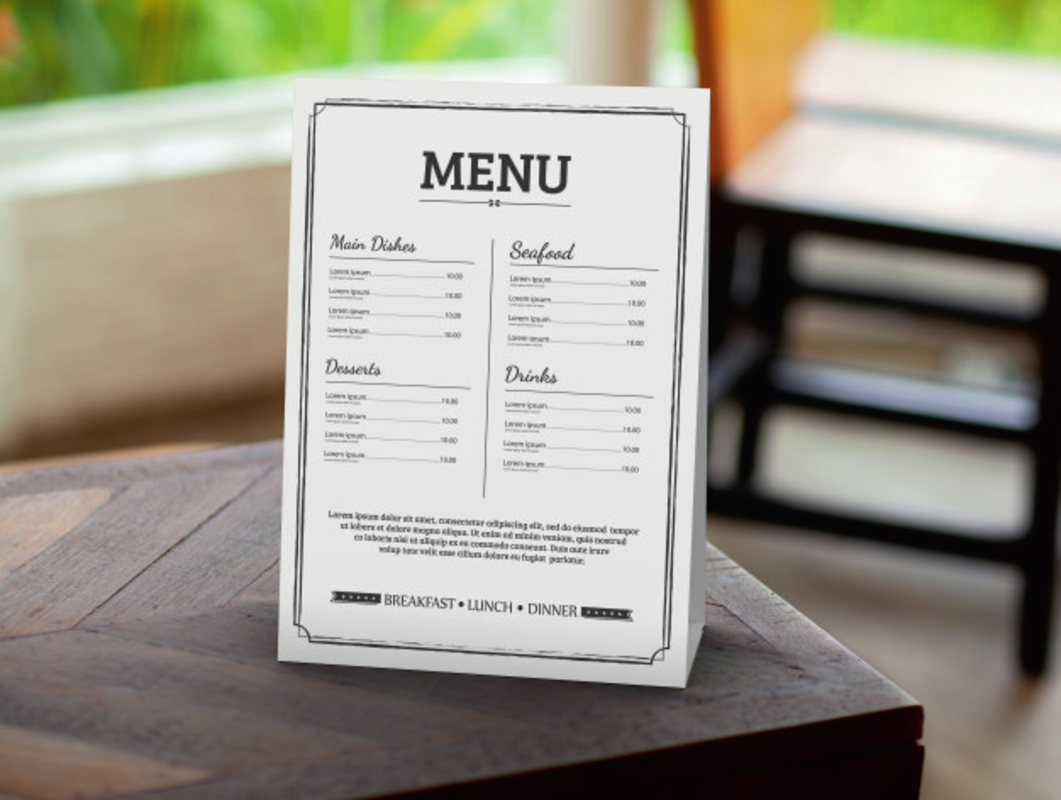 MENU
Main Dishes
Lorem ipsum 10.00
Lorem ipsum 10.00
Lorem ipsum 10.00
Lorem ipsum 10.00
Desserts
Lorem ipsum 10.00
Lorem ipsum 10.00
Lorem ipsum 10.00
Lorem ipsum 10.00
Seafood
Lorem ipsum 10.00
Lorem ipsum 10.00
Lorem ipsum 10.00
Lorem ipsum 10.00
Drinks
Lorem ipsum 10.00
Lorem ipsum 10.00
Lorem ipsum 10.00
Lorem ipsum 10.00
Lorem ipsum dolor sit amet, consectetur adipiscing elit, sed do eiusmod tempor
ut labore et dolore magna aliqua. Ut enim ad minim veniam, quis nostrud
co laboris nisi ut aliquip ex ea commodo consequat. Duis aute irure
volup tate velit esse cillum dolore eu fugiat pariatur.
BREAKFAST • LUNCH • DINNER